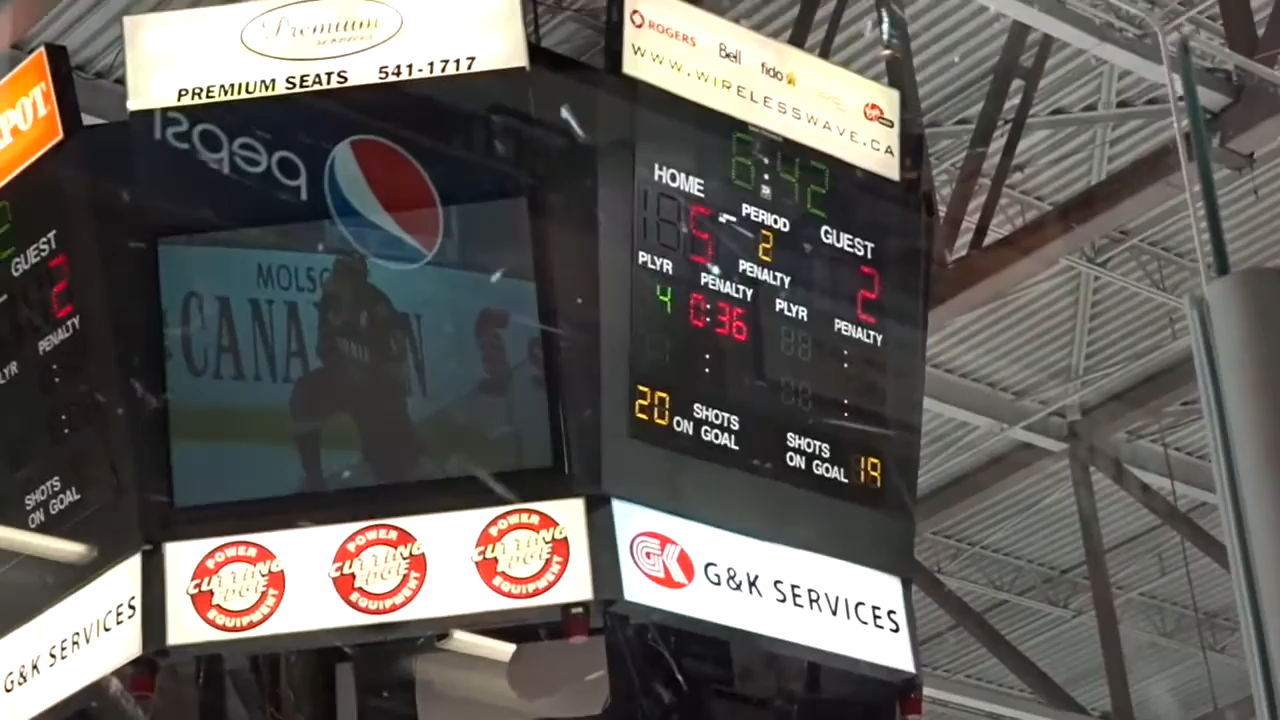 POT
GUEST
2
PENALTY
SHOTS
ON GOAL
G&K SERVICES
Premium
SERVICES
PREMIUM SEATS 541-1717
pepsi
MOLS
CANA
POWER
CUTTING
EDGE
EQUIPMENT
POWER
CUTTING
EDGE
EQUIPMENT
POWER
CUTTING
EDGE
EQUIPMENT
ROGERS Bell fido
WWW.WIRELESSWAVE.CA
6:42
HOME PERIOD GUEST
5 2 2
PLYR PENALTY PENALTY PLYR PENALTY
4 0:36
20 SHOTS
ON GOAL
SHOTS
ON GOAL 19
GK G&K SERVICES